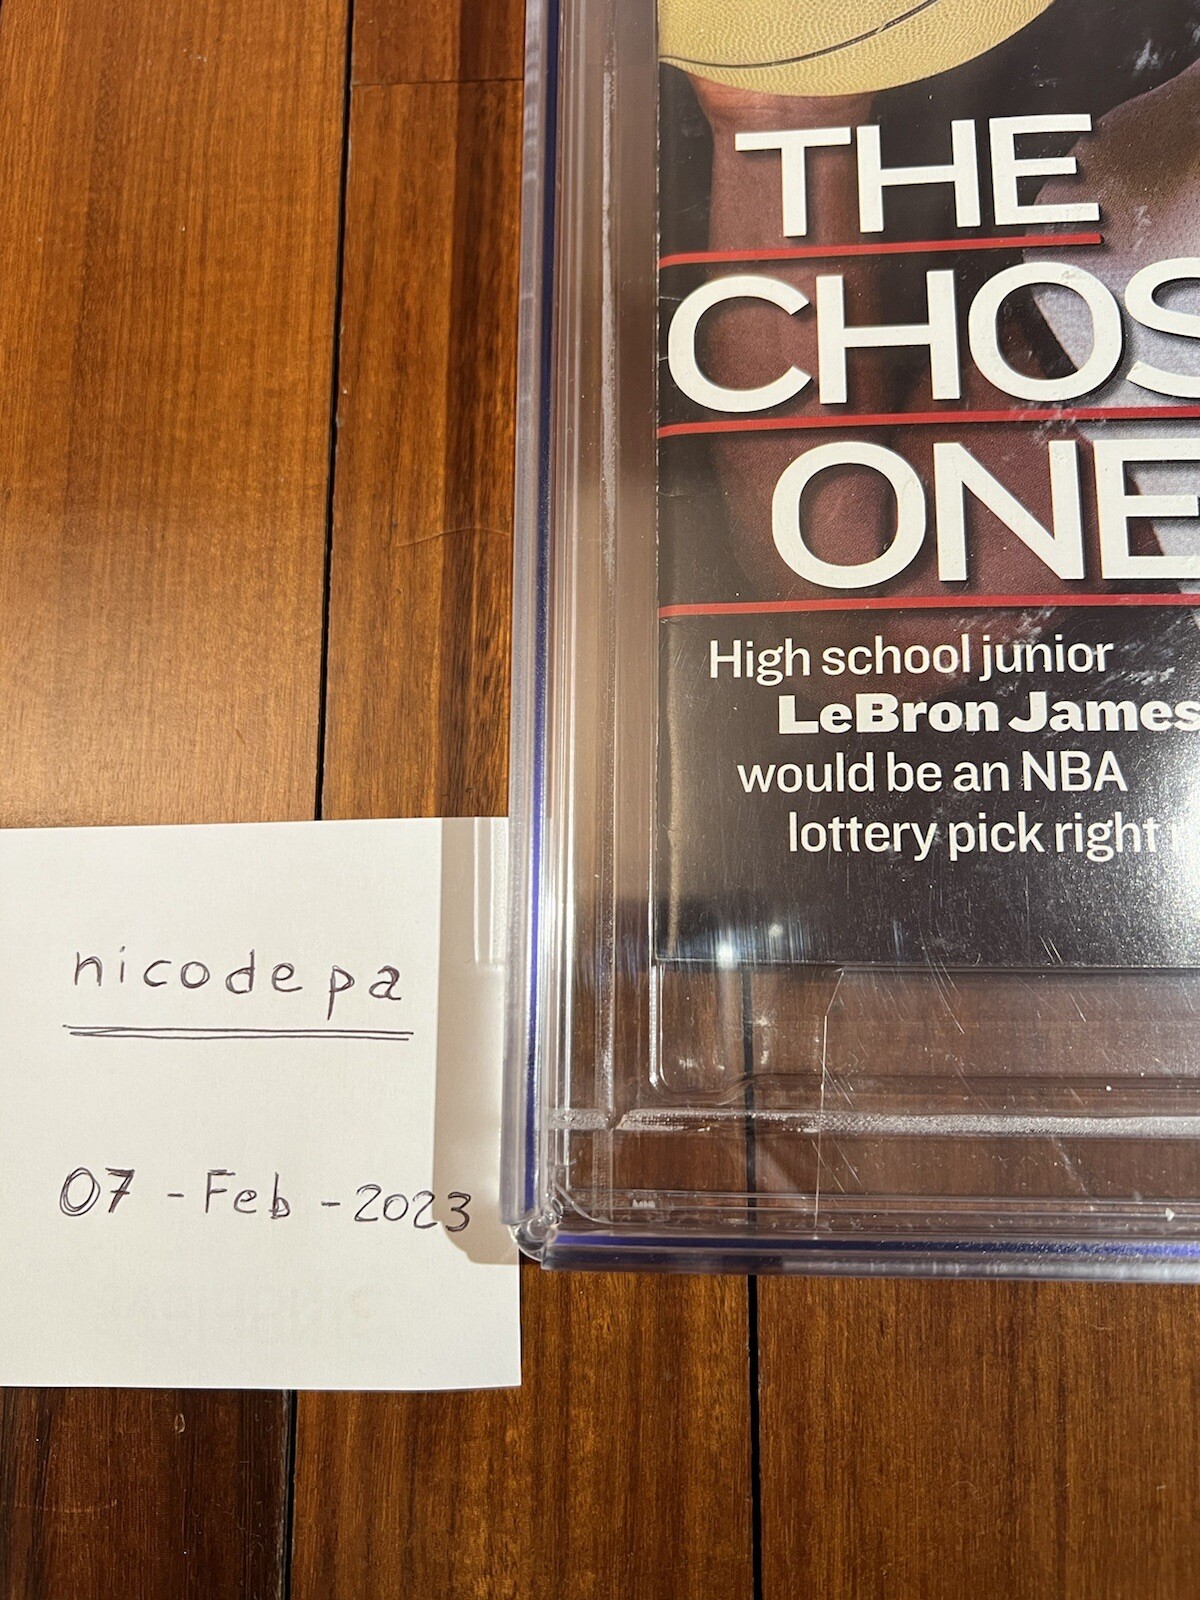 THE
CHOS
ONE
High school junior
LeBron James
would be an NBA
lottery pick right
nicodepa
07 - Feb - 2023